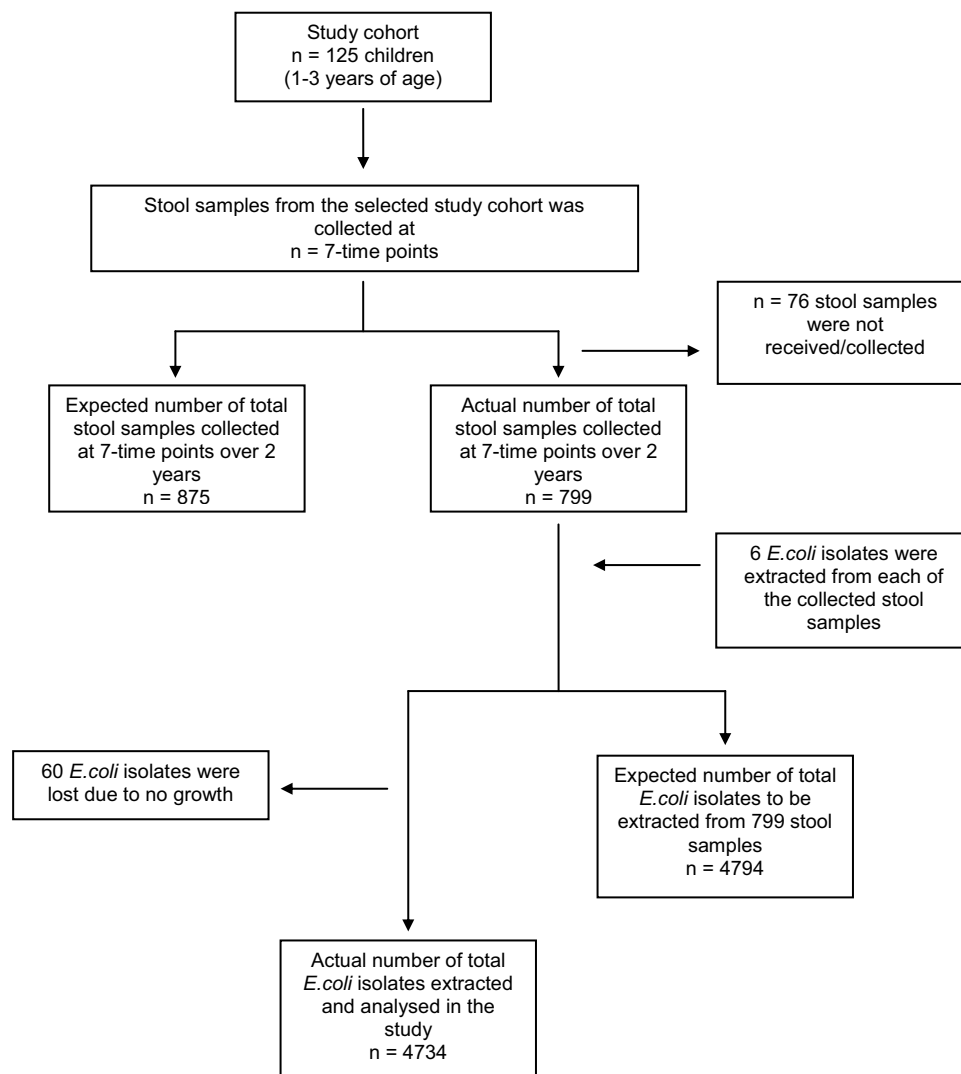 Study cohort
n = 125 children
(1-3 years of age)
Stool samples from the selected study cohort was
collected at
n = 7-time points
n = 76 stool samples
were not
received/collected
Expected number of total
stool samples collected
at 7-time points over 2
years
n = 875
Actual number of total
stool samples collected
at 7-time points over 2
years
n = 799
6 E.coli isolates were
extracted from each of
the collected stool
samples
60 E.coli isolates were
lost due to no growth
Expected number of total
E.coli isolates to be
extracted from 799 stool
samples
n = 4794
Actual number of total
E.coli isolates extracted
and analysed in the
study
n = 4734